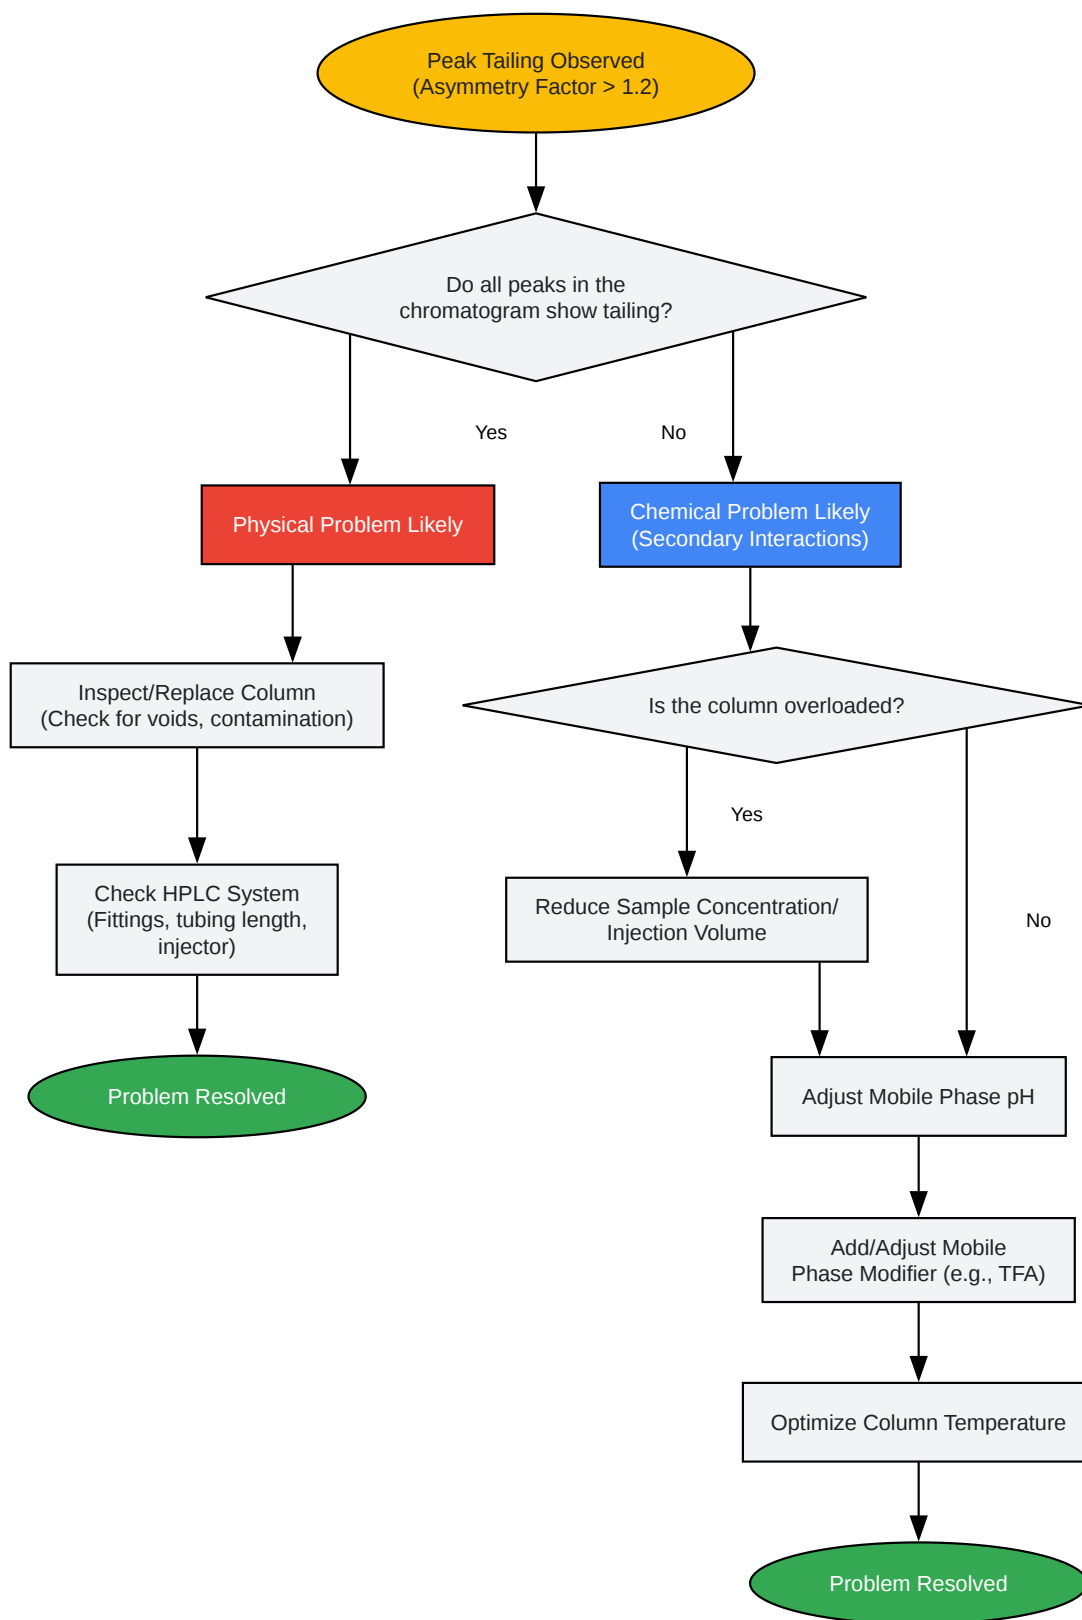 Peak Tailing Observed
(Asymmetry Factor > 1.2)
Do all peaks in the
chromatogram show tailing?
Yes
No
Physical Problem Likely
Chemical Problem Likely
(Secondary Interactions)
Inspect/Replace Column
(Check for voids, contamination)
Is the column overloaded?
Yes
Check HPLC System
(Fittings, tubing length,
injector)
Reduce Sample Concentration/
Injection Volume
No
Problem Resolved
Adjust Mobile Phase pH
Add/Adjust Mobile
Phase Modifier (e.g., TFA)
Optimize Column Temperature
Problem Resolved